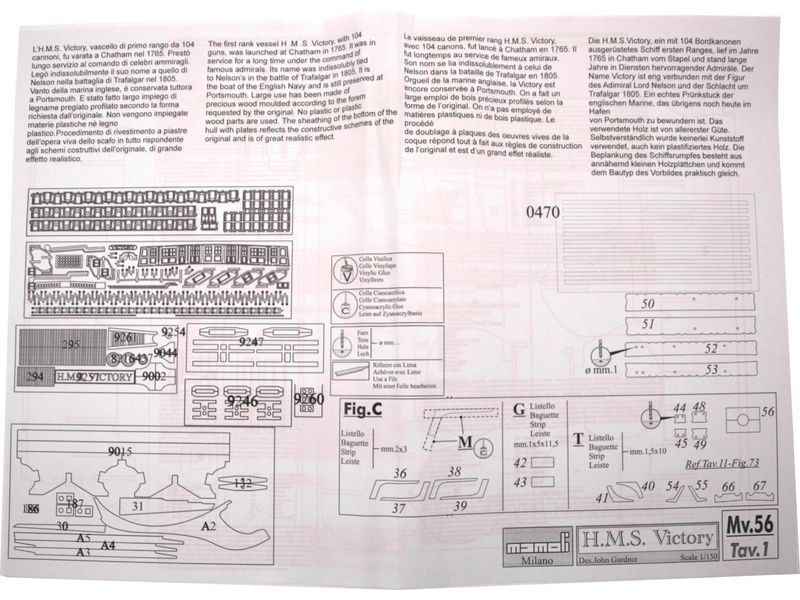 L'H.M.S. Victory, vascello di primo rango da 104
cannoni, fu varata a Chatham nel 1765. Prestò
lungo servizio al comando di celebri ammiragli.
Legò indissolubilmente il suo nome a quello di
Nelson nella battaglia di Trafalgar nel 1805.
Vanto della marina inglese, è conservata tuttora
a Portsmouth. E stato fatto largo impiego di
legname pregiato profilato secondo la forma
richiesta dall'originale. Non vengono impiegate
materie plastiche nè legno
plastico.Procedimento di rivestimento a piastre
dell'opera viva dello scafo in tutto rispondente
agli schemi costruttivi dell'originale, di grande
effetto realistico.
The first rank vessel H .M .S Victory, with 104
guns, was launched at Chatham in 1765. It was in
service for a long time under the command of
famous admirals. Its name was indissolubly tied
to Nelson's in the battle of Trafalgar in 1805. It is
the boat of the English Navy and is still preserved at
Portsmouth. Large use has been made of
precious wood moulded according to the forem
requested by the original. No plastic or plastic
wood parts are used. The sheathing of the bottom of the
hull with plates reflects the constructive schemes of the
original and is of great realistic effect.
Le vaisseau de premier rang H.M.S. Victory,
avec 104 canons, fut lancé à Chatham en 1765. Il
fut longtemps au service de fameux amiraux.
Son nom se lia indissolublement à celui de
Nelson dans la bataille de Trafalgar en 1805.
Orgueil de la marine anglaise, la Victory est
encore conservée à Portsmouth. On a fait un
large emploi de bois précieux profilés selon la
forme de l'original. On n'a pas employé de
matières plastiques ni de bois plastique. Le
procédé
de doublage à plaques des oeuvres vives de la
coque répond tout à fait aux règles de construction
de l'original et est d'un grand effet réaliste.
Die H.M.S.Victory, ein mit 104 Bordkanonen
ausgerüstetes Schiff ersten Ranges, lief im Jahre
1765 in Chatham vom Stapel und stand lange
Jahre in Diensten hervorragender Admiräle. Der
Name Victory ist eng verbunden mit der Figur
des Admiral Lord Nelson und der Schlacht um
Trafalgar 1805. Ein echtes Prünkstuck der
englischen Marine, das übrigens noch heute im
Hafen
von Portsmouth zu bewundern ist. Das
verwendete Holz ist von allererster Güte.
Selbstverständlich wurde keinerlei Kunststoff
verwendet, auch kein plastifiziertes Holz. Die
Beplankung des Schiffsrumpfes besteht aus
annähernd kleinen Holzplättchen und kommt
dem Bautyp des Vorbildes praktisch gleich.
0470
Colla Vinilica
Colle Vinylique
Vinylic Glue
Vinylleim
Colla Cianoacrilica
Colle Cianoacrylate
Cyanoacrylic Glue
Leim auf Zyanoacrylbasis
C
Foro
Trou
Hole
Loch
ø mm...
Rifinire con Lima
Achéver avec Lime
Use a File
Mit einer Feile bearbeiten
50
51
52
53
ø mm.1
295
9261
9254
9044
294
H.M.S. VICTORY
9257
9002
9247
9246
9260
9015
132
186
187
31
30
A2
A5
A4
A3
Fig.C
Listello
Baguette
Strip
Leiste
mm.2x3
M
C
36
38
37
39
G
Listello
Baguette
Strip
Leiste
mm.1x5x11,5
42
43
T
Listello
Baguette
Strip
Leiste
mm.1,5x10
44
48
45
49
56
Ref.Tav.11-Fig.73
41
40
54
55
66
67
mamoli
Milano
H.M.S. Victory
Des.John Gardner
Scale 1/150
Mv.56
Tav.1